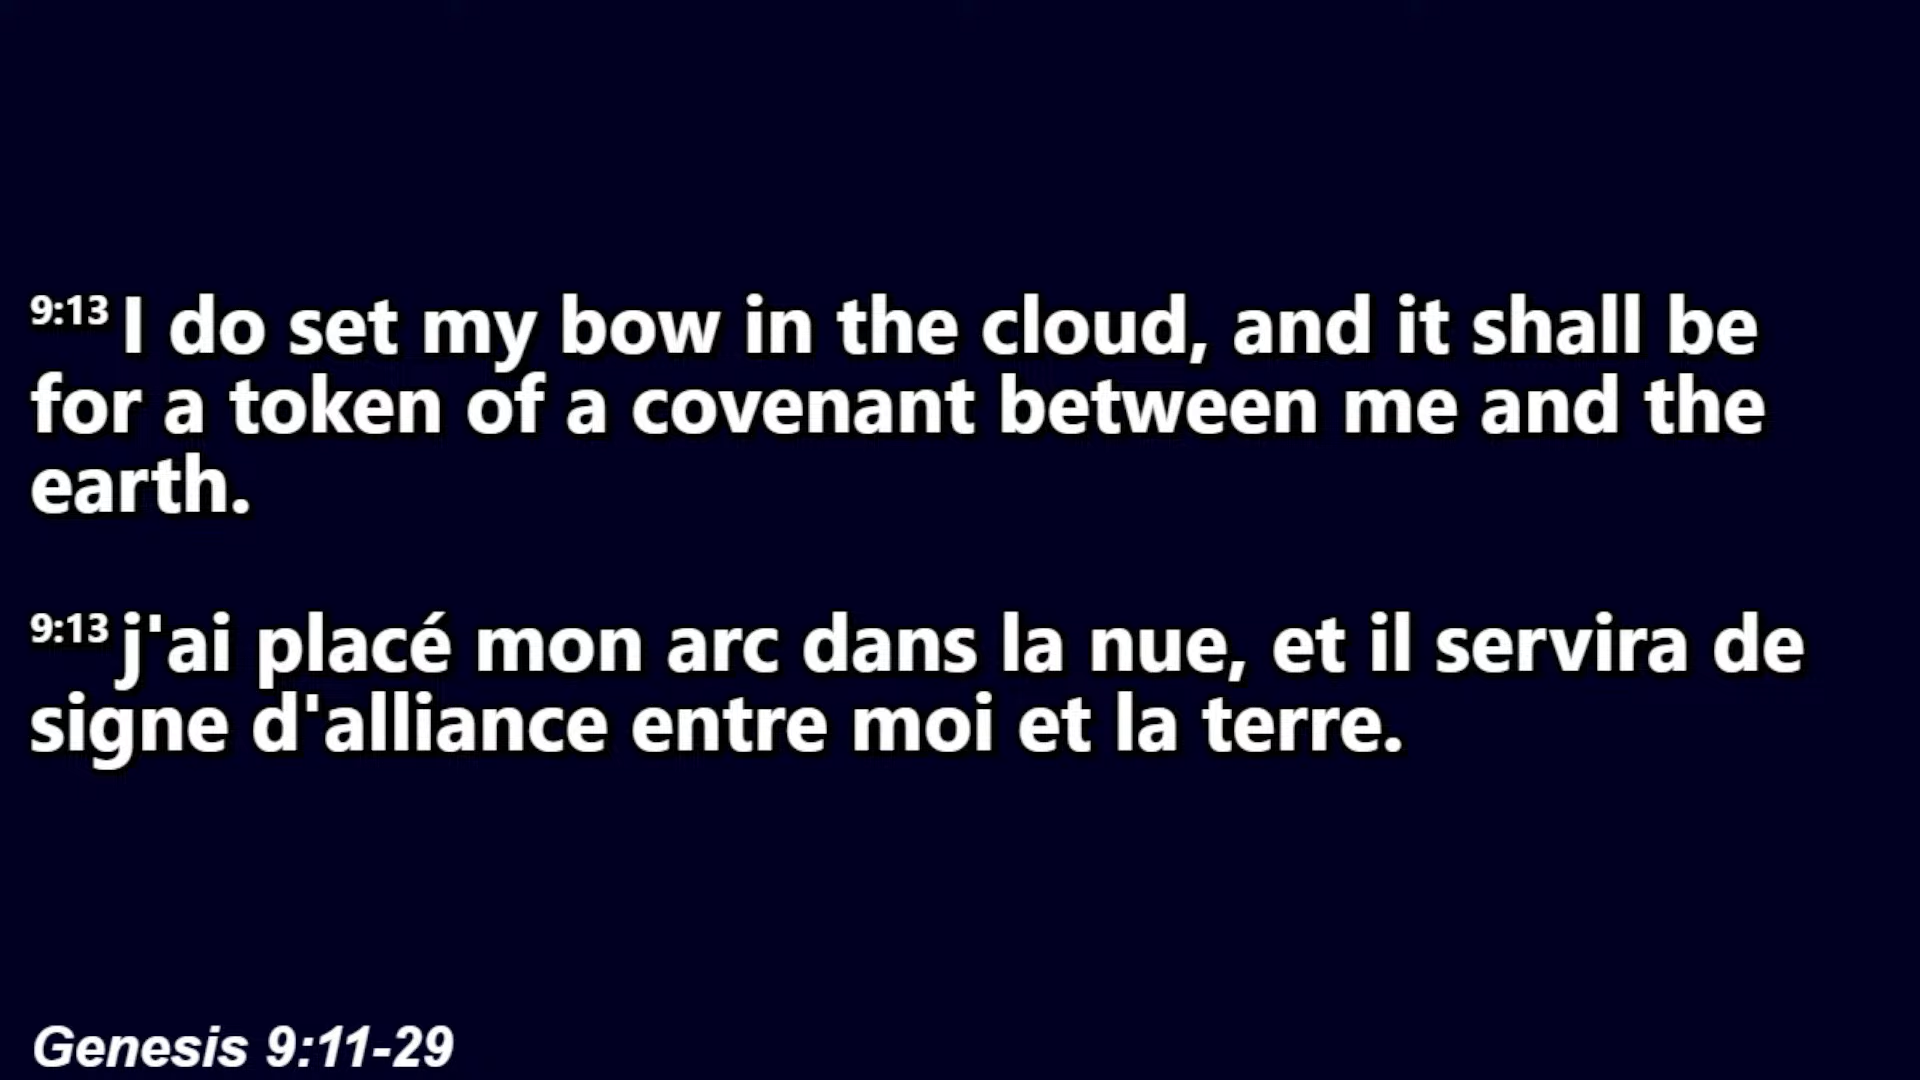 9:13 I do set my bow in the cloud, and it shall be
for a token of a covenant between me and the
earth.
9:13 j'ai placé mon arc dans la nue, et il servira de
signe d'alliance entre moi et la terre.
Genesis 9:11-29